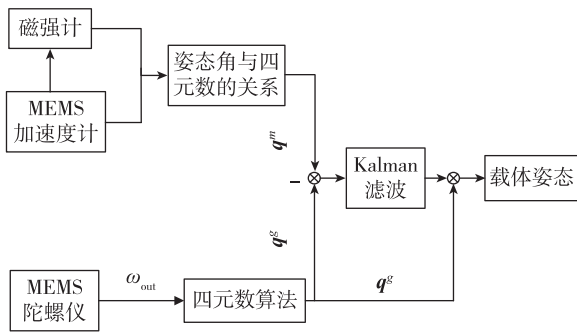 磁强计
MEMS
加速度计
姿态角与四
元数的关系
q^m
−
Kalman
滤波
载体姿态
q^g
MEMS
陀螺仪
ω_out
四元数算法
q^g